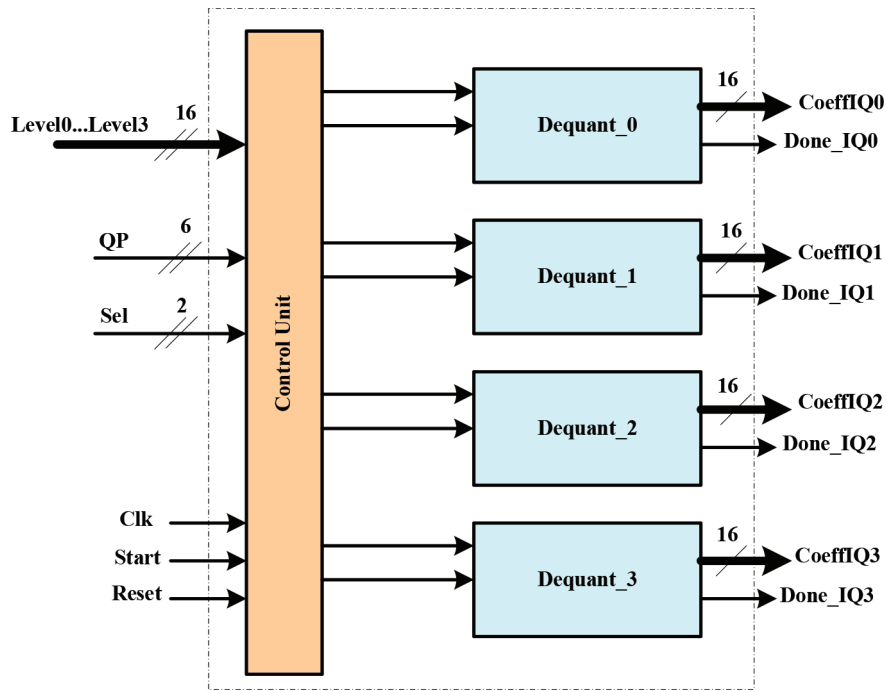 Level0...Level3
16
QP
6
Sel
2
Clk
Start
Reset
Control Unit
Dequant_0
16
CoeffIQ0
Done_IQ0
Dequant_1
16
CoeffIQ1
Done_IQ1
Dequant_2
16
CoeffIQ2
Done_IQ2
Dequant_3
16
CoeffIQ3
Done_IQ3